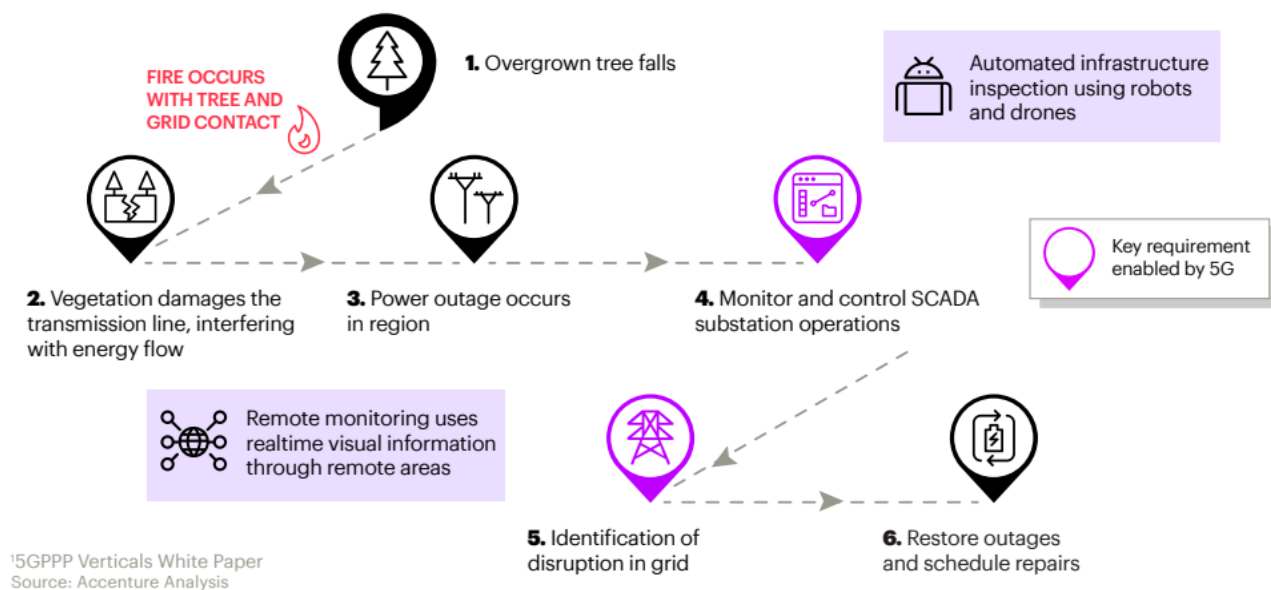 1. Overgrown tree falls
FIRE OCCURS
WITH TREE AND
GRID CONTACT
Automated infrastructure
inspection using robots
and drones
Key requirement
enabled by 5G
2. Vegetation damages the
transmission line, interfering
with energy flow
3. Power outage occurs
in region
4. Monitor and control SCADA
substation operations
Remote monitoring uses
realtime visual information
through remote areas
5. Identification of
disruption in grid
6. Restore outages
and schedule repairs
¹5GPPP Verticals White Paper
Source: Accenture Analysis